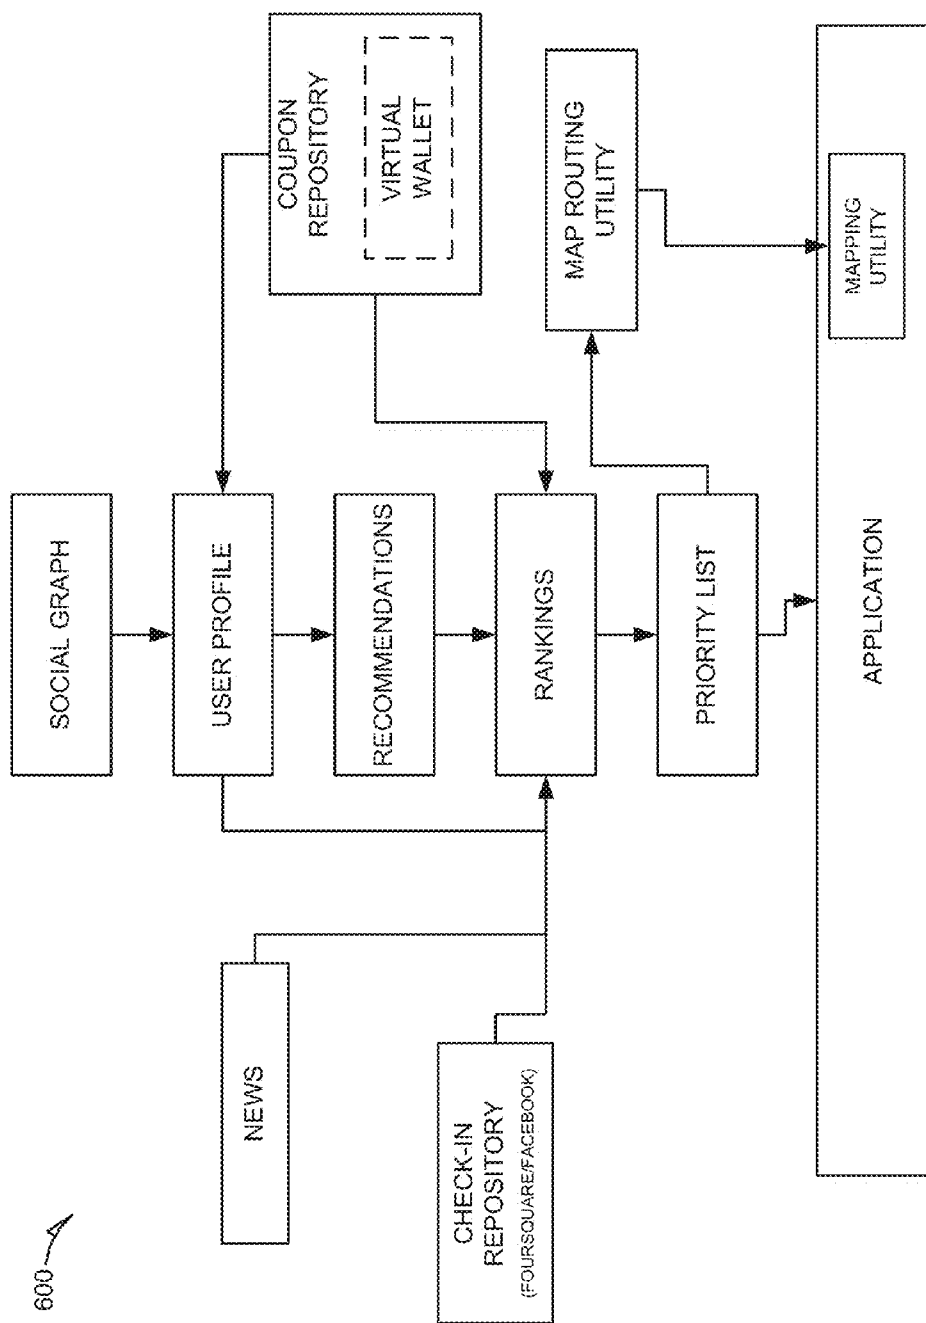 600
SOCIAL GRAPH
USER PROFILE
RECOMMENDATIONS
RANKINGS
PRIORITY LIST
APPLICATION
NEWS
CHECK-IN
REPOSITORY
(FOURSQUARE/FACEBOOK)
COUPON
REPOSITORY
VIRTUAL
WALLET
MAP ROUTING
UTILITY
MAPPING
UTILITY